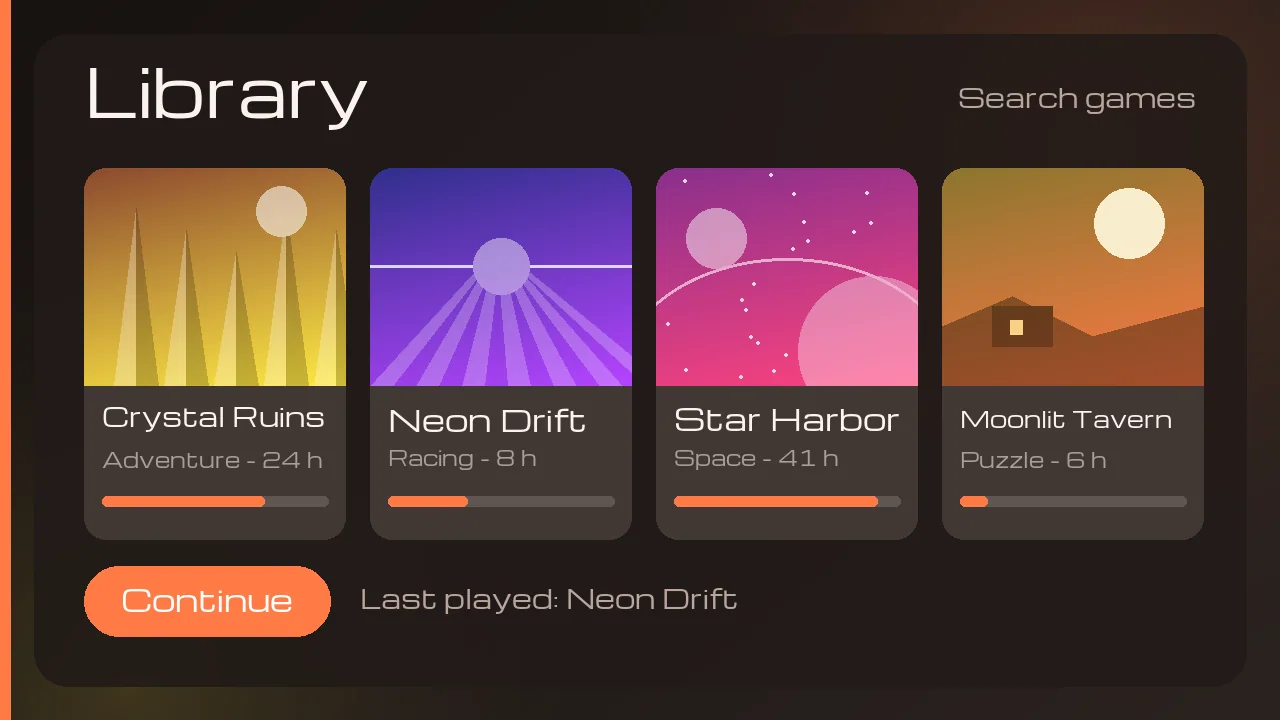 Library
Search games
Crystal Ruins
Adventure - 24 h
Neon Drift
Racing - 8 h
Star Harbor
Space - 41 h
Moonlit Tavern
Puzzle - 6 h
Continue
Last played: Neon Drift